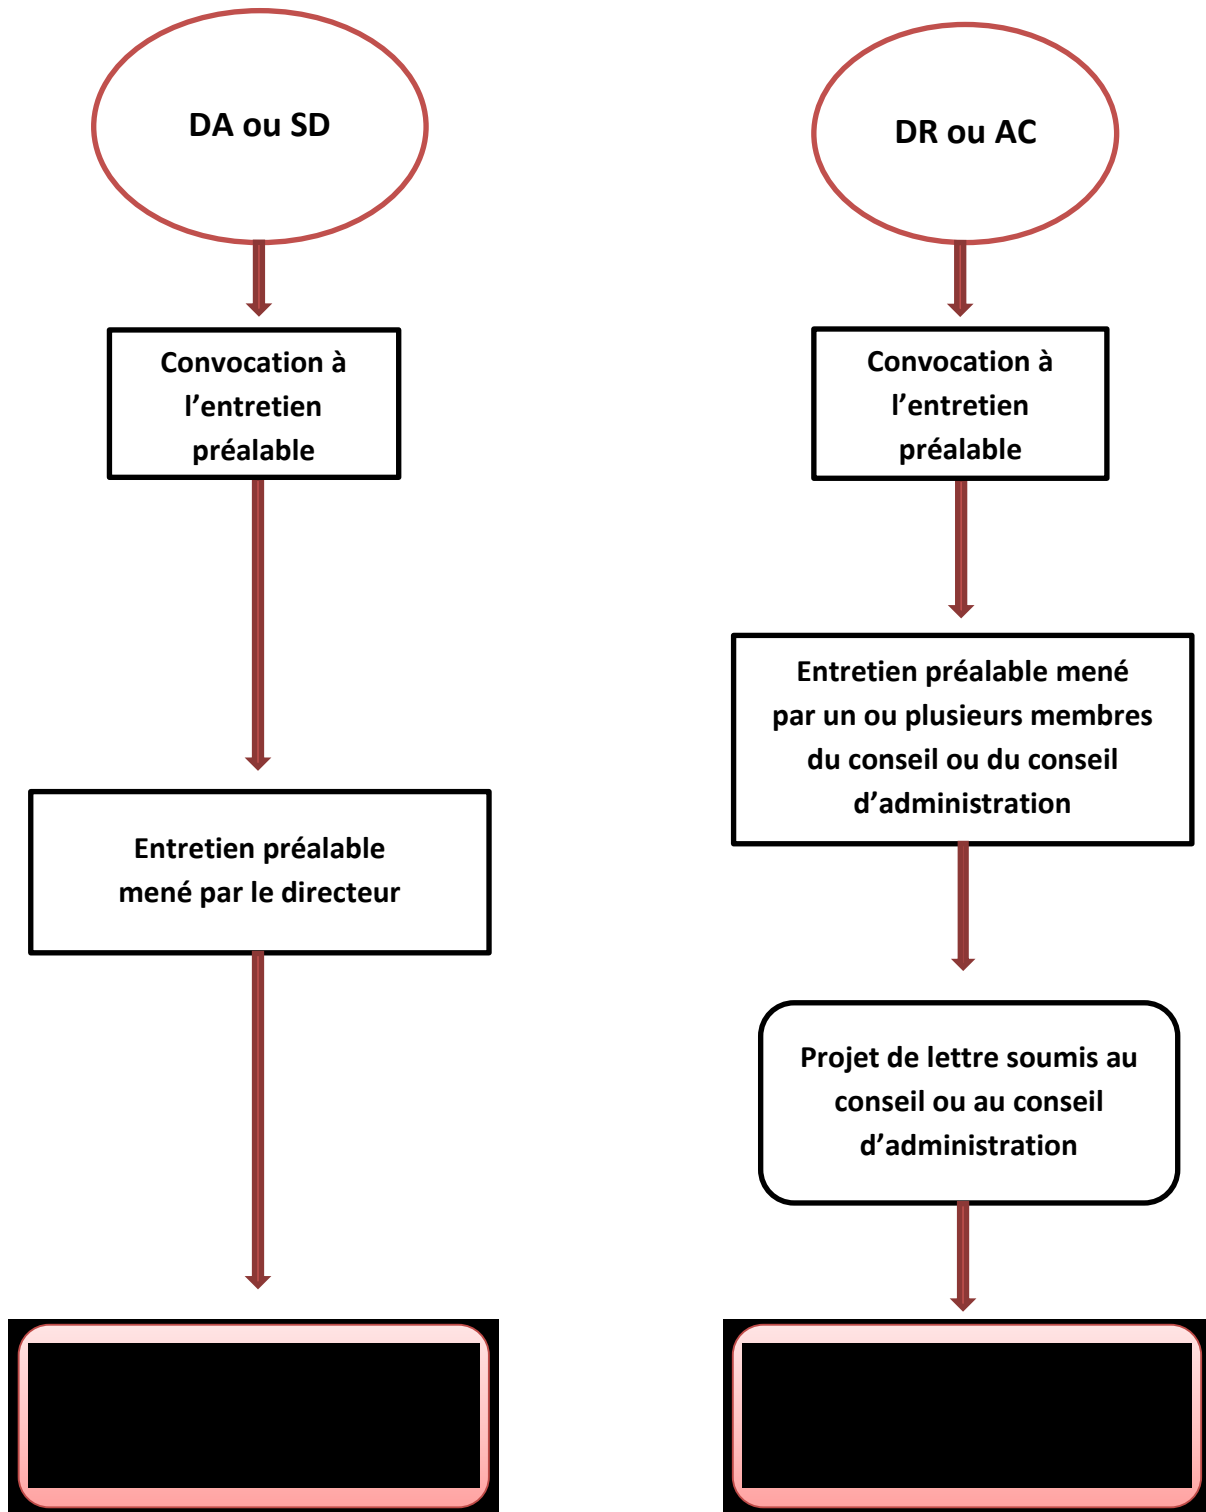 DA ou SD
Convocation à
l’entretien
préalable
Entretien préalable
mené par le directeur
DR ou AC
Convocation à
l’entretien
préalable
Entretien préalable mené
par un ou plusieurs membres
du conseil ou du conseil
d’administration
Projet de lettre soumis au
conseil ou au conseil
d’administration